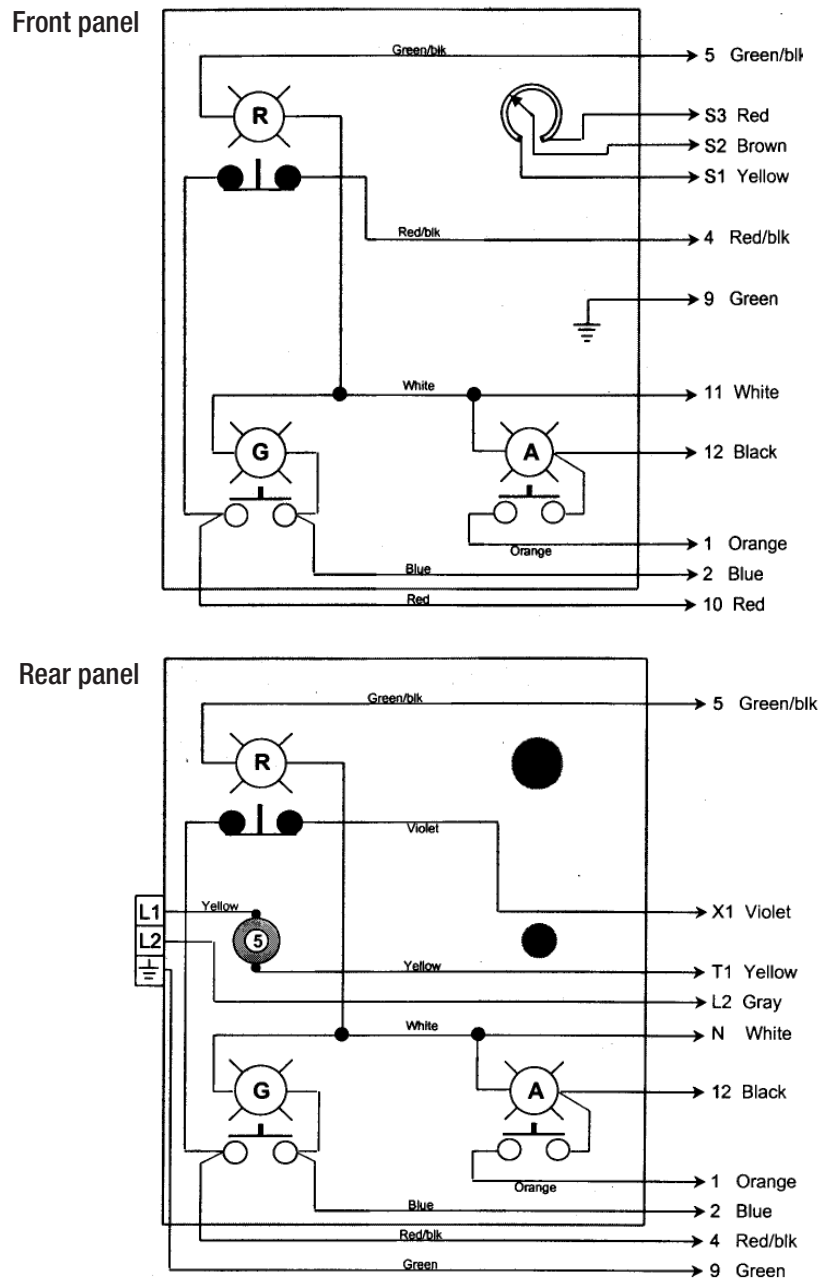 Front panel
Green/blk
5 Green/blk
R
S3 Red
S2 Brown
S1 Yellow
Red/blk
4 Red/blk
9 Green
White
11 White
G
A
12 Black
Orange
1 Orange
Blue
2 Blue
Red
10 Red
Rear panel
Green/blk
5 Green/blk
R
Violet
L1
Yellow
X1 Violet
L2
5
Yellow
T1 Yellow
L2 Gray
White
N White
G
A
12 Black
Orange
1 Orange
Blue
2 Blue
Red/blk
4 Red/blk
Green
9 Green